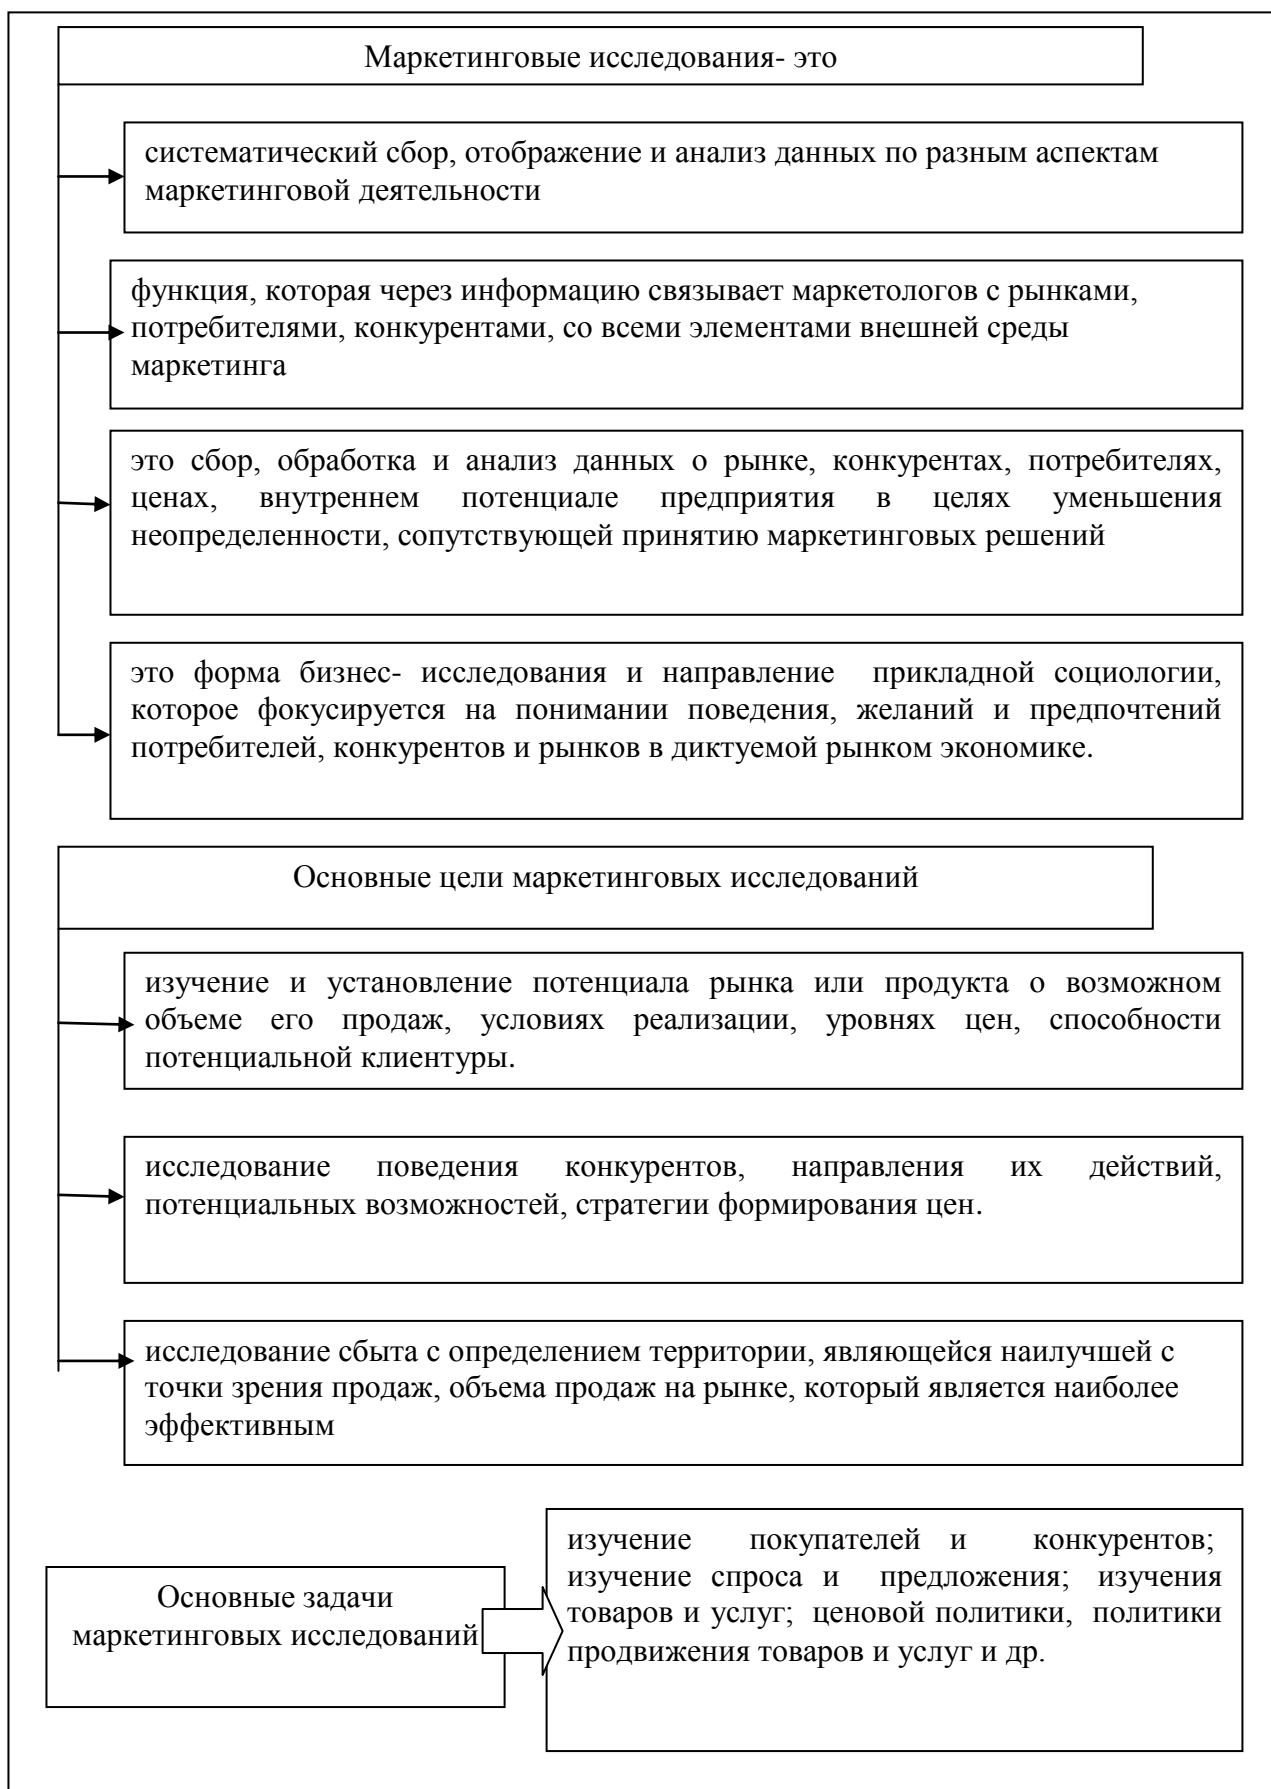 Маркетинговые исследования- это
систематический сбор, отображение и анализ данных по разным аспектам
маркетинговой деятельности
функция, которая через информацию связывает маркетологов с рынками,
потребителями, конкурентами, со всеми элементами внешней среды
маркетинга
это сбор, обработка и анализ данных о рынке, конкурентах, потребителях,
ценах, внутреннем потенциале предприятия в целях уменьшения
неопределенности, сопутствующей принятию маркетинговых решений
это форма бизнес- исследования и направление прикладной социологии,
которое фокусируется на понимании поведения, желаний и предпочтений
потребителей, конкурентов и рынков в диктуемой рынком экономике.
Основные цели маркетинговых исследований
изучение и установление потенциала рынка или продукта о возможном
объеме его продаж, условиях реализации, уровнях цен, способности
потенциальной клиентуры.
исследование поведения конкурентов, направления их действий,
потенциальных возможностей, стратегии формирования цен.
исследование сбыта с определением территории, являющейся наилучшей с
точки зрения продаж, объема продаж на рынке, который является наиболее
эффективным
Основные задачи
маркетинговых исследований
изучение покупателей и конкурентов;
изучение спроса и предложения; изучения
товаров и услуг; ценовой политики, политики
продвижения товаров и услуг и др.